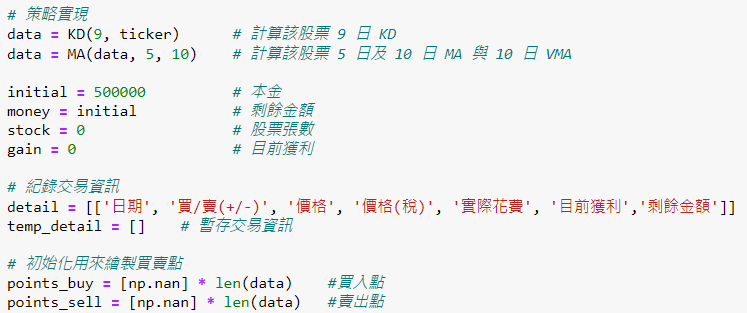 # 策略實現
data = KD(9, ticker)      # 計算該股票 9 日 KD
data = MA(data, 5, 10)    # 計算該股票 5 日及 10 日 MA 與 10 日 VMA
initial = 500000          # 本金
money = initial           # 剩餘金額
stock = 0                 # 股票張數
gain = 0                  # 目前獲利
# 紀錄交易資訊
detail = [['日期', '買/賣(+/-)', '價格', '價格(稅)', '實際花費', '目前獲利','剩餘金額']]
temp_detail = []    # 暫存交易資訊
# 初始化用來繪製買賣點
points_buy = [np.nan] * len(data)    #買入點
points_sell = [np.nan] * len(data)   #賣出點